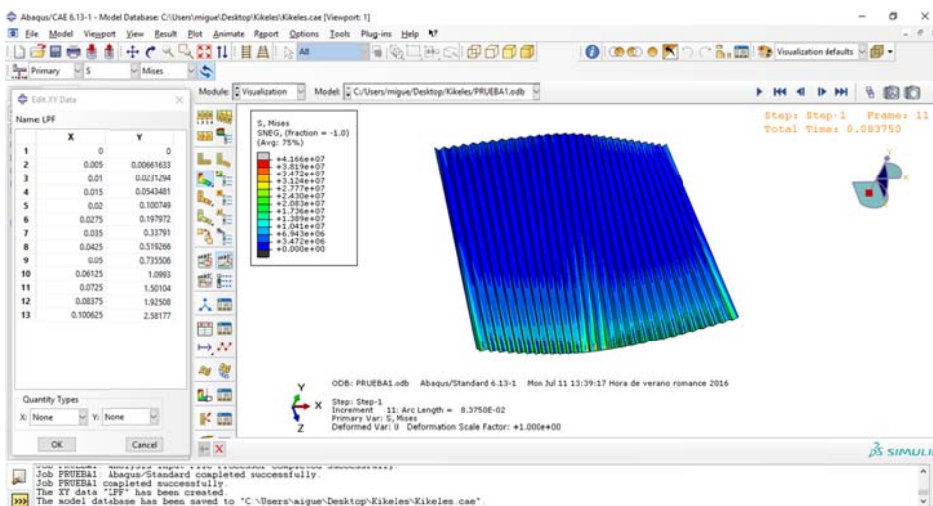 Abaqus/CAE 6.13-1 - Model Database: C:\Users\migue\Desktop\Kikeles\Kikeles.cae [Viewport: 1]
File Model Viewport View Result Plot Animate Report Options Tools Plug-ins Help
All
Visualization defaults
Primary S Mises
Module: Visualization Model: C:/Users/migue/Desktop/Kikeles/PRUEBA1.odb
Edit XY Data
Name: LPF
X Y
1 0 0
2 0.005 0.00661633
3 0.01 0.0231294
4 0.015 0.0543481
5 0.02 0.100749
6 0.0275 0.197972
7 0.035 0.33791
8 0.0425 0.519266
9 0.05 0.735506
10 0.06125 1.0993
11 0.0725 1.50104
12 0.08375 1.92508
13 0.100625 2.58177
Quantity Types
X: None Y: None
OK Cancel
S, Mises
SNEG, (fraction = -1.0)
(Avg: 75%)
+4.166e+07
+3.819e+07
+3.472e+07
+3.124e+07
+2.777e+07
+2.430e+07
+2.083e+07
+1.736e+07
+1.389e+07
+1.041e+07
+6.943e+06
+3.472e+06
+0.000e+00
Step: Step-1 Frame: 11
Total Time: 0.083750
Y
X
Z
ODB: PRUEBA1.odb Abaqus/Standard 6.13-1 Mon Jul 11 13:39:17 Hora de verano romance 2016
Step: Step-1
Increment 11: Arc Length = 8.3750E-02
Primary Var: S, Mises
Deformed Var: U Deformation Scale Factor: +1.000e+00
SIMULI
Job PRUEBA1: Analysis Input File Processor completed successfully.
Job PRUEBA1: Abaqus/Standard completed successfully.
Job PRUEBA1 completed successfully.
The XY data "LPF" has been created.
The model database has been saved to "C:\Users\migue\Desktop\Kikeles\Kikeles.cae".